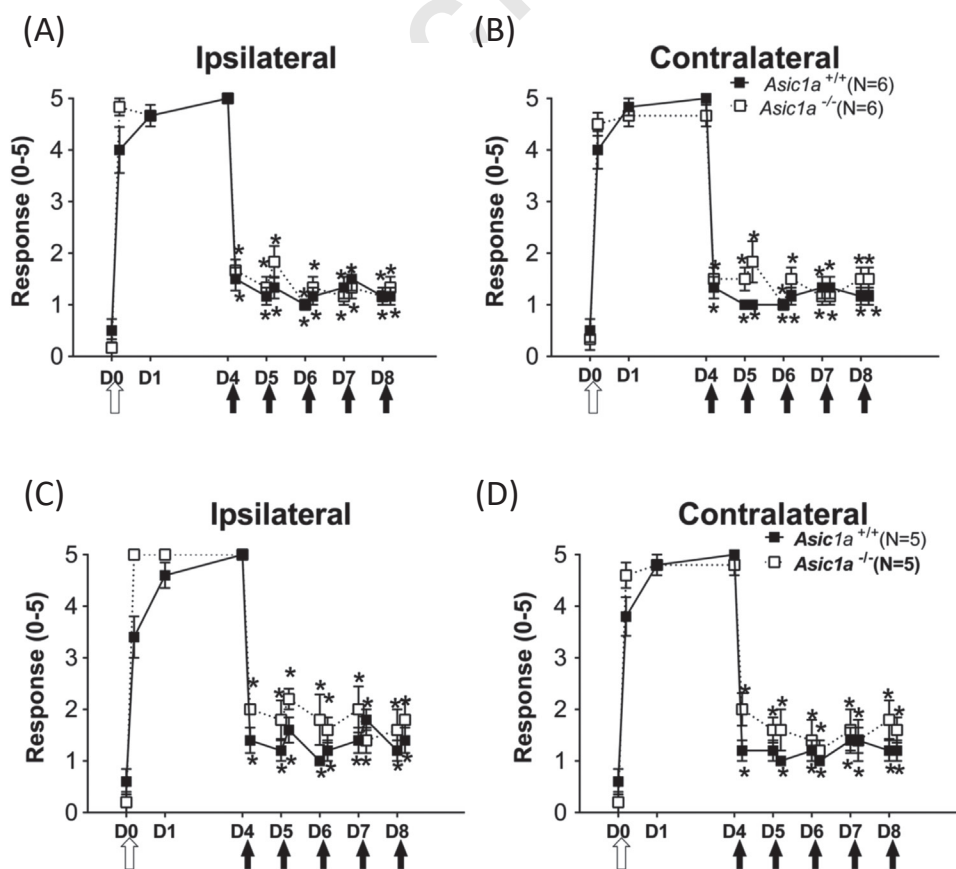 (A)
Ipsilateral
Response (0-5)
5
4
3
2
1
0
D0 D1 D4 D5 D6 D7 D8
* * * * * * * * * * * * * * * * * *
(B)
Contralateral
Asic1a +/+(N=6)
Asic1a -/-(N=6)
Response (0-5)
5
4
3
2
1
0
D0 D1 D4 D5 D6 D7 D8
* * * * * * * * * * * * * * * * * *
(C)
Ipsilateral
Response (0-5)
5
4
3
2
1
0
D0 D1 D4 D5 D6 D7 D8
* * * * * * * * * * * * * * * * * *
(D)
Contralateral
Asic1a +/+(N=5)
Asic1a -/-(N=5)
Response (0-5)
5
4
3
2
1
0
D0 D1 D4 D5 D6 D7 D8
* * * * * * * * * * * * * * * * * *